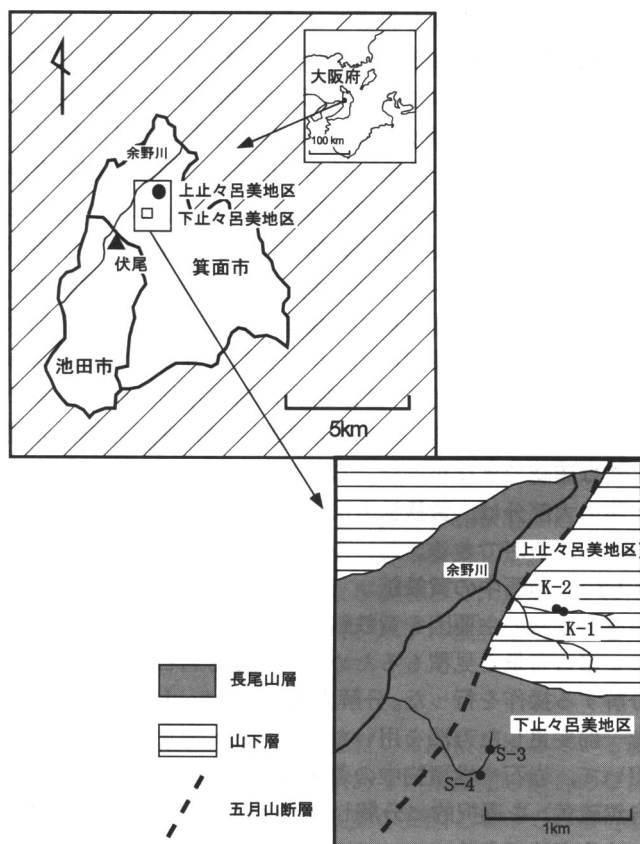 大阪府
100 km
余野川
上止々呂美地区
下止々呂美地区
伏尾
箕面市
池田市
5km
上止々呂美地区
余野川
K-2
K-1
下止々呂美地区
S-3
S-4
1km
長尾山層
山下層
五月山断層